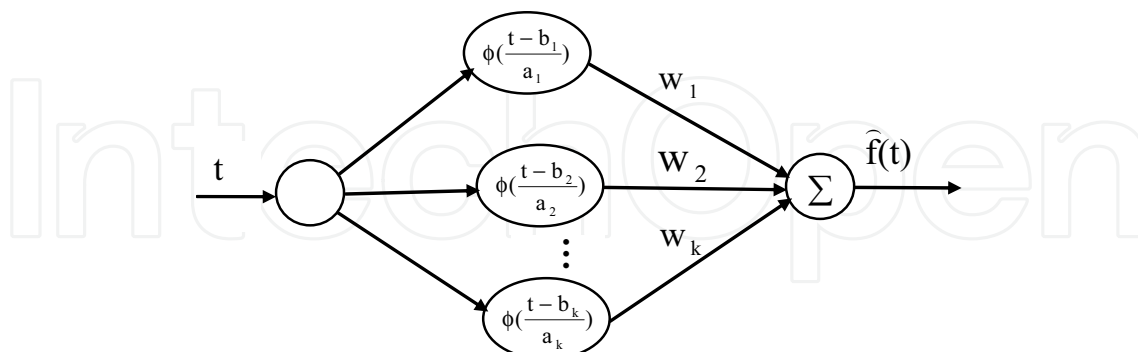 ϕ(t − b₁ / a₁)
w₁
f̂(t)
t
ϕ(t − b₂ / a₂)
w₂
Σ
⋮
w_k
ϕ(t − b_k / a_k)
IntechOpen